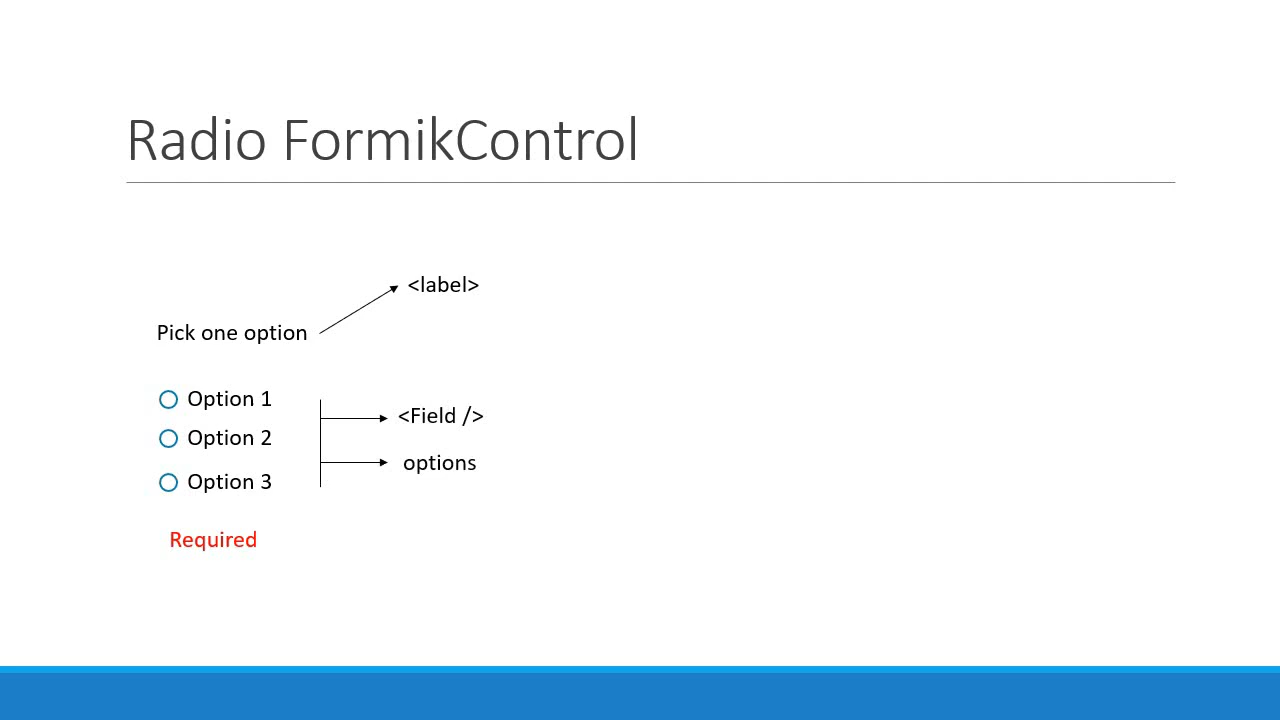 Radio FormikControl
<label>
Pick one option
Option 1
<Field />
Option 2
options
Option 3
Required